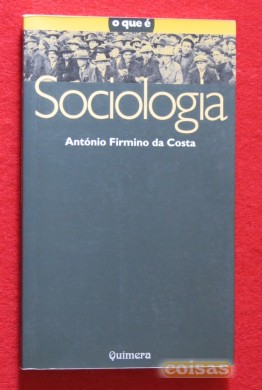 o que é
Sociologia
António Firmino da Costa
Quimera
coisas